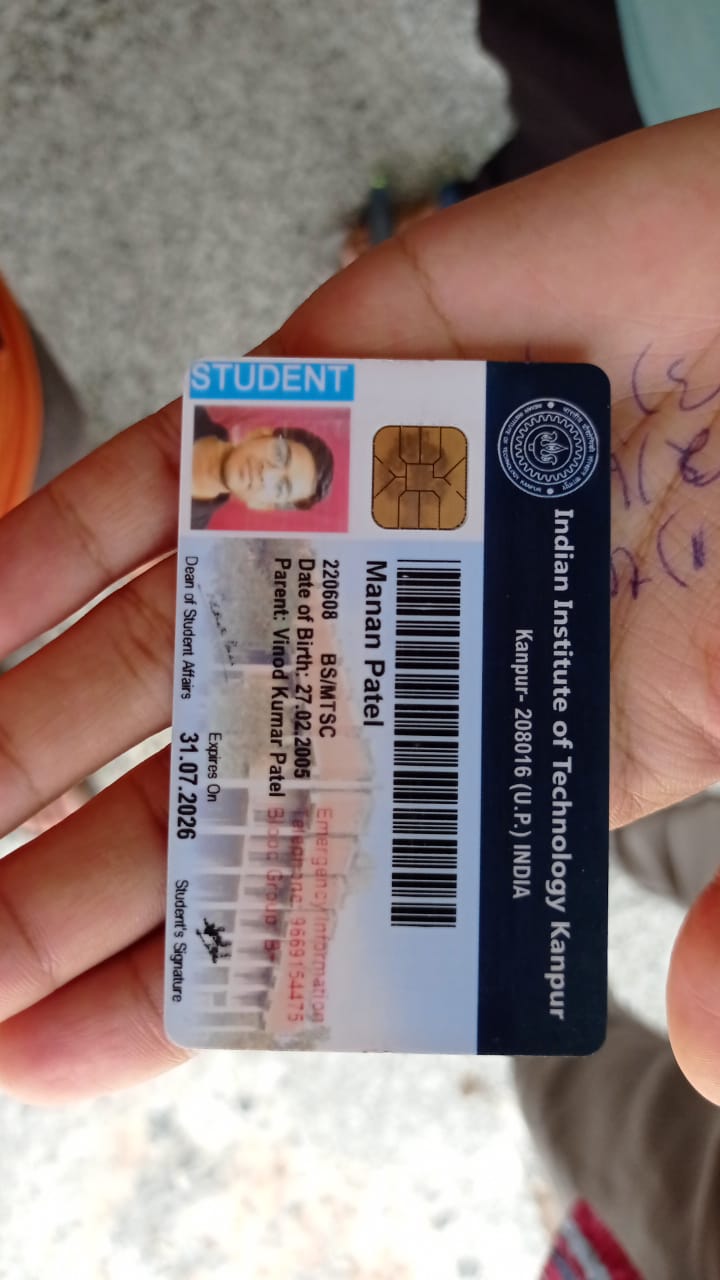 Indian Institute of Technology Kanpur
Kanpur- 208016 (U.P.) INDIA
STUDENT
Manan Patel
220608 BS/MTSC
Date of Birth: 27.02.2005
Parent: Vinod Kumar Patel
Emergency Information
Telephone: 9669154475
Blood Group B+
Dean of Student Affairs
Expires On
31.07.2026
Student's Signature